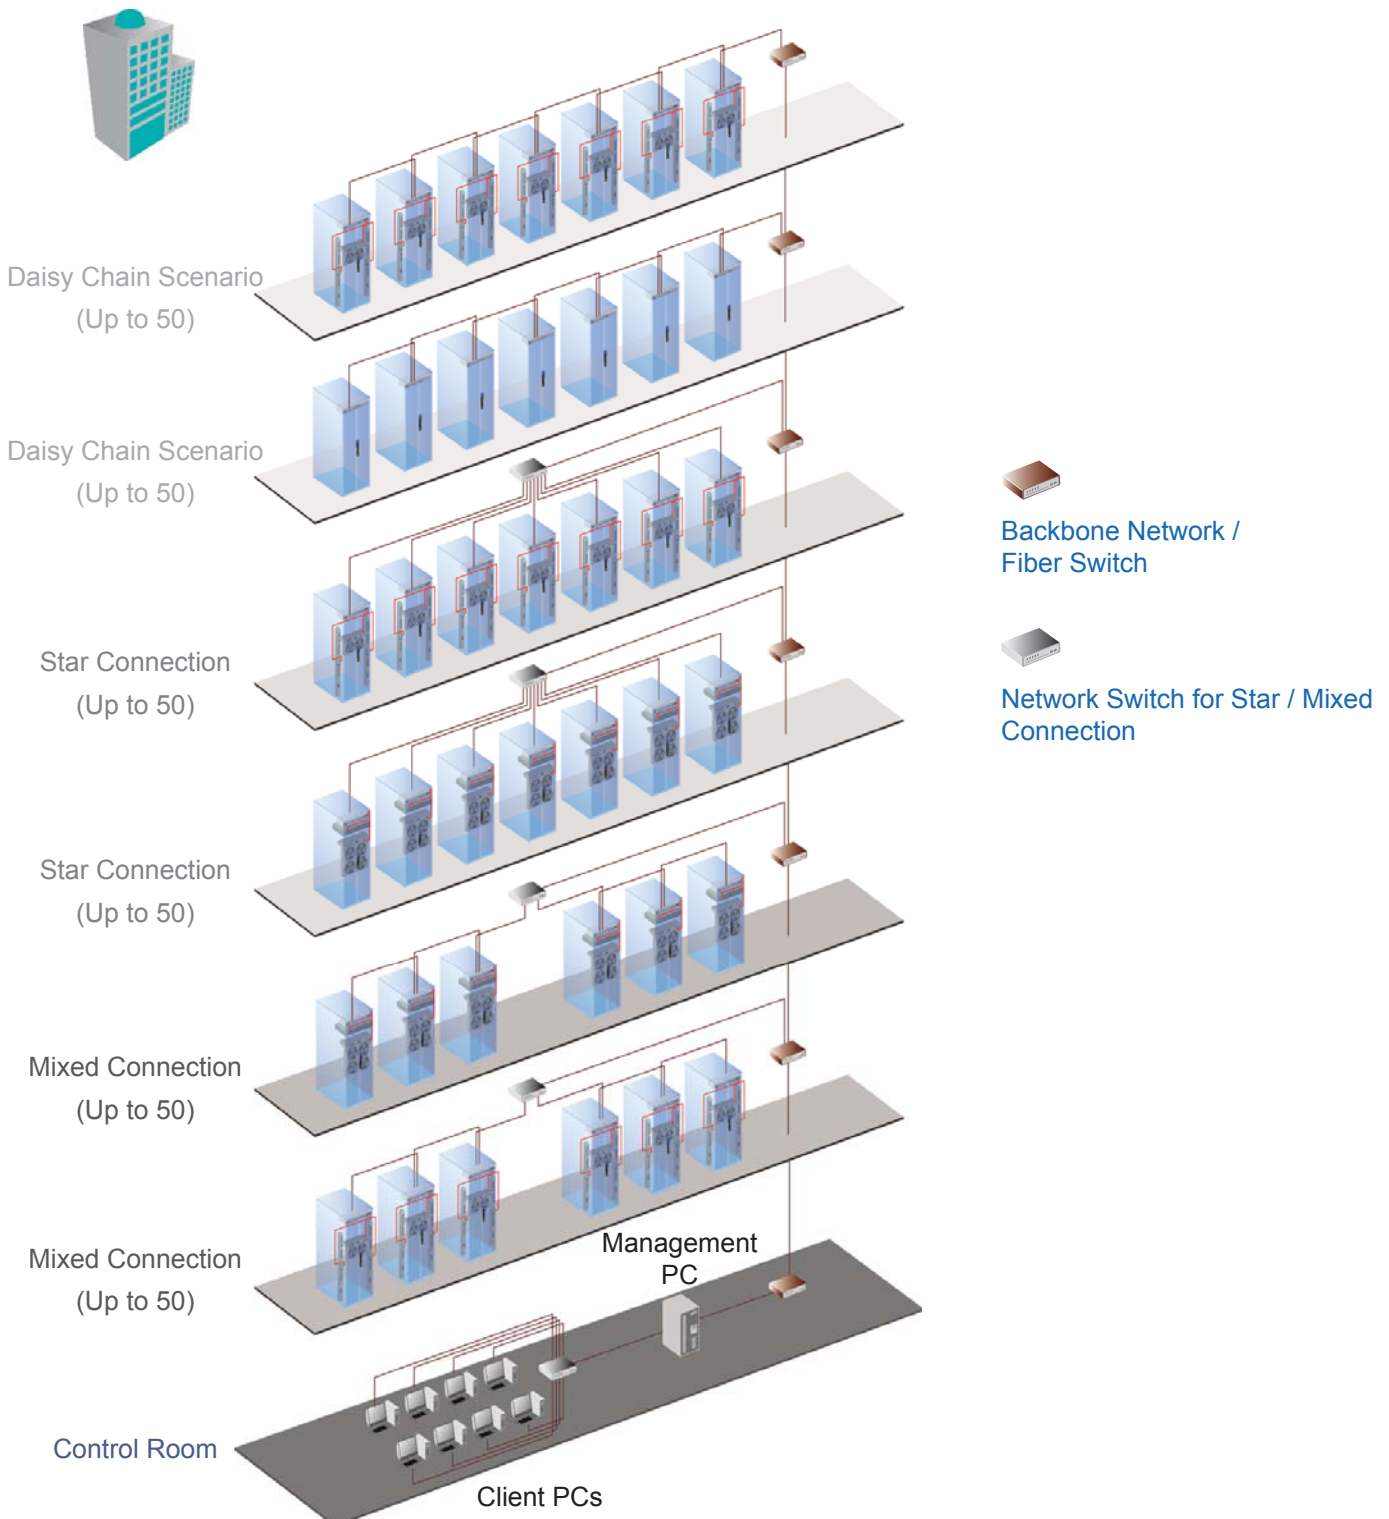 Daisy Chain Scenario
(Up to 50)
Daisy Chain Scenario
(Up to 50)
Backbone Network /
Fiber Switch
Star Connection
(Up to 50)
Network Switch for Star / Mixed
Connection
Star Connection
(Up to 50)
Mixed Connection
(Up to 50)
Mixed Connection
(Up to 50)
Management
PC
Control Room
Client PCs